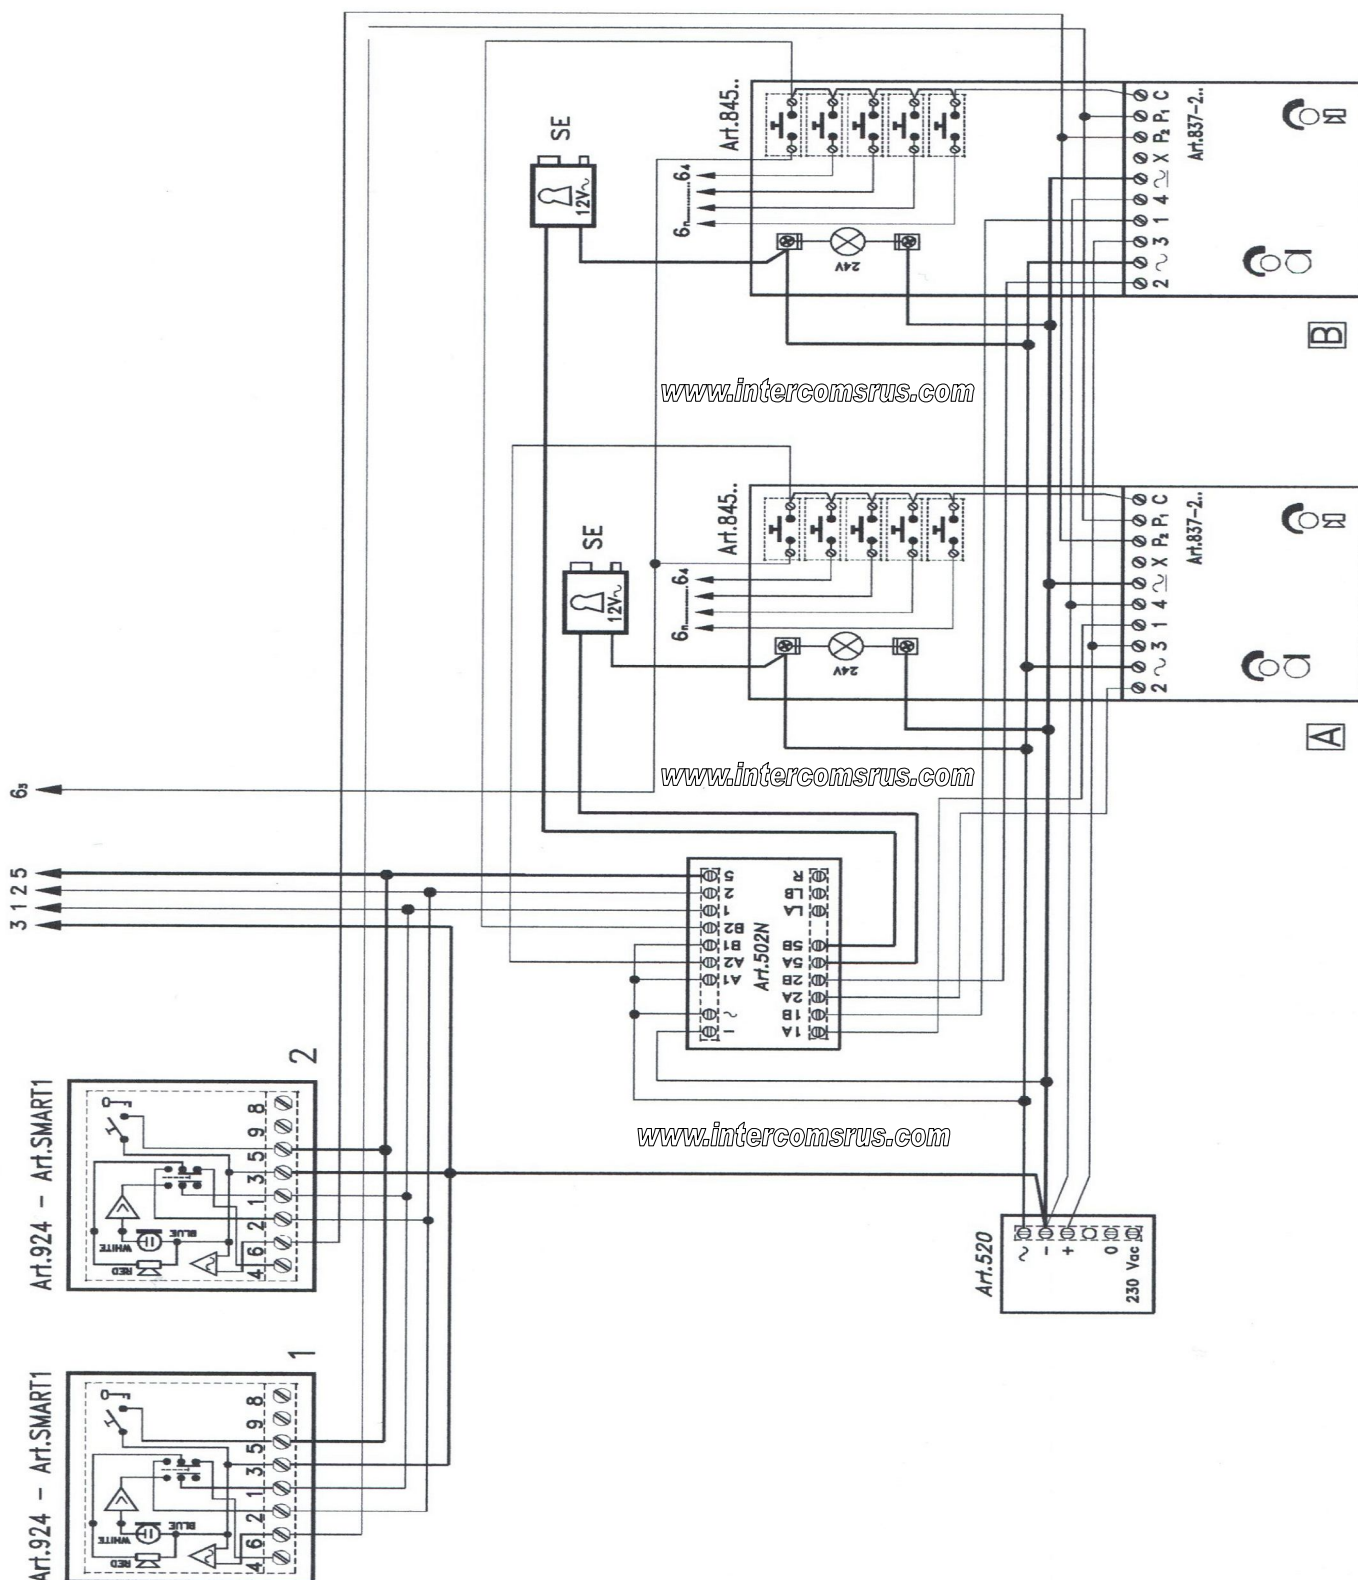 SE
12V~
Art.845..
6₄
6n
24V
C
P₁
P₂
X
4
1
3
~
2
Art.837-2..
B
www.intercomsrus.com
SE
12V~
Art.845..
6₄
6n
24V
C
P₁
P₂
X
4
1
3
~
2
Art.837-2..
A
www.intercomsrus.com
6₃
3 1 2 5
5
2
1
B2
B1
A2
A1
~
-
Art.502N
R
LB
LA
5B
5A
2B
2A
1B
1A
www.intercomsrus.com
Art.520
~
-
+
0
230 Vac
Art.924 - Art.SMART1
2
RED
WHITE
BLUE
4 6 2 1 3 5 9 8
Art.924 - Art.SMART1
1
RED
WHITE
BLUE
4 6 2 1 3 5 9 8